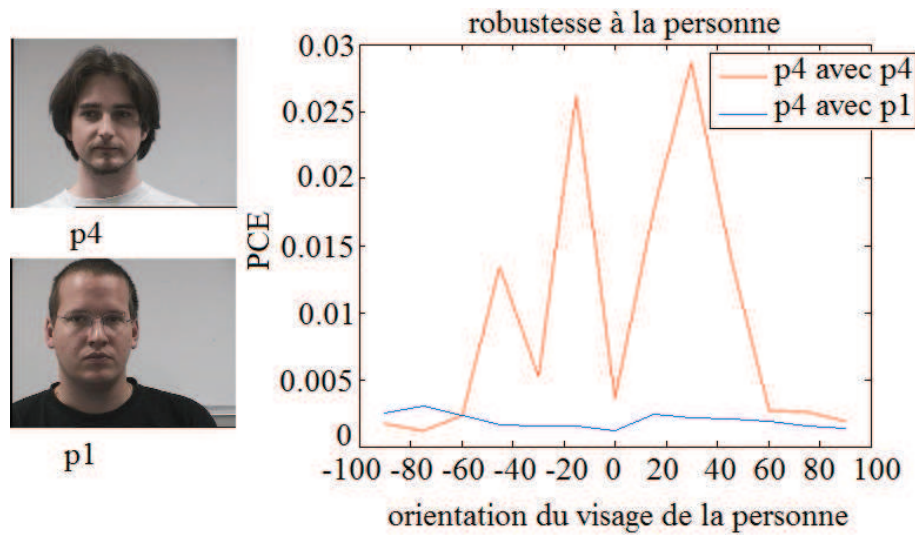 robustesse à la personne
p4
p1
PCE
0.03
0.025
0.02
0.015
0.01
0.005
0
-100 -80 -60 -40 -20 0 20 40 60 80 100
orientation du visage de la personne
p4 avec p4
p4 avec p1